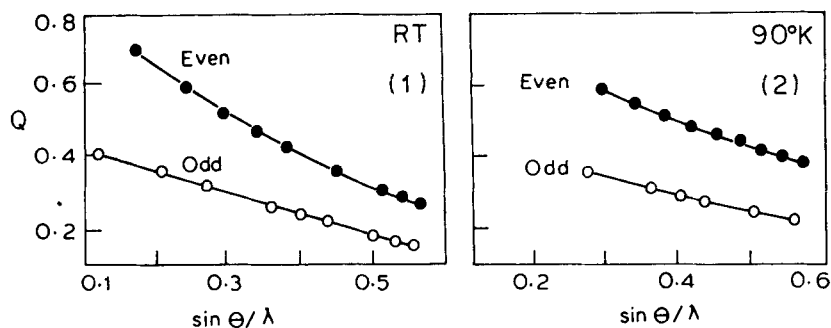 0.8
RT
Even
(1)
0.6
Q
0.4
Odd
0.2
0.1
0.3
0.5
sin θ/λ
90°K
Even
(2)
Odd
0.2
0.4
0.6
sin θ/λ